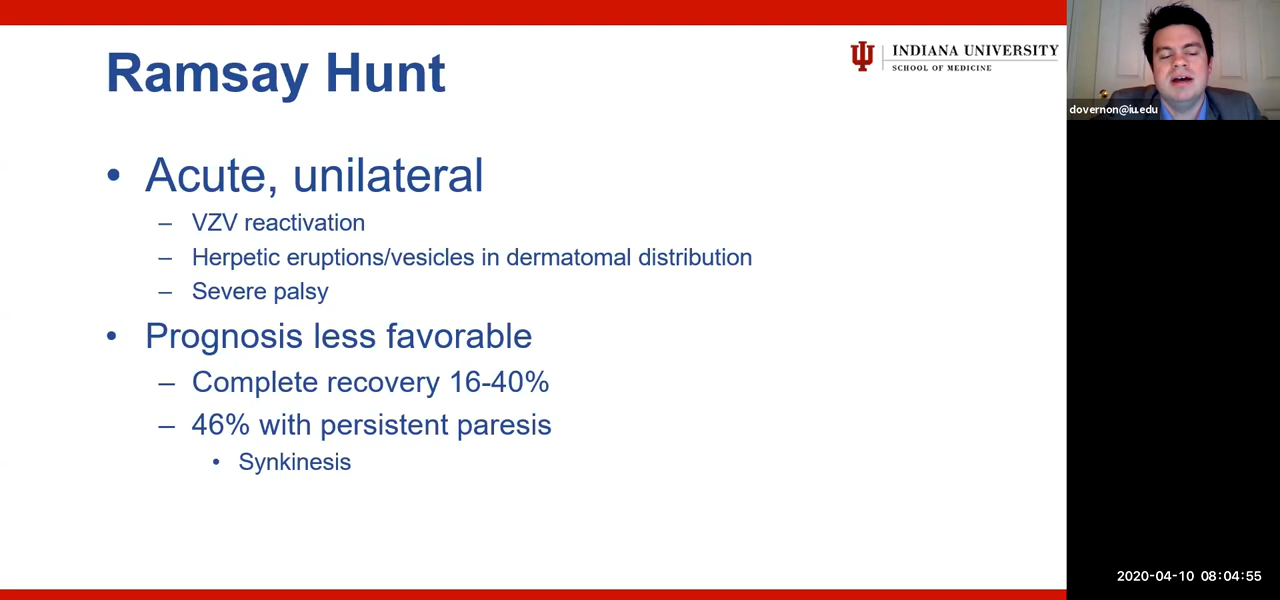 Ramsay Hunt
INDIANA UNIVERSITY
SCHOOL OF MEDICINE
dovernon@iu.edu
• Acute, unilateral
– VZV reactivation
– Herpetic eruptions/vesicles in dermatomal distribution
– Severe palsy
• Prognosis less favorable
– Complete recovery 16-40%
– 46% with persistent paresis
• Synkinesis
2020-04-10 08:04:55